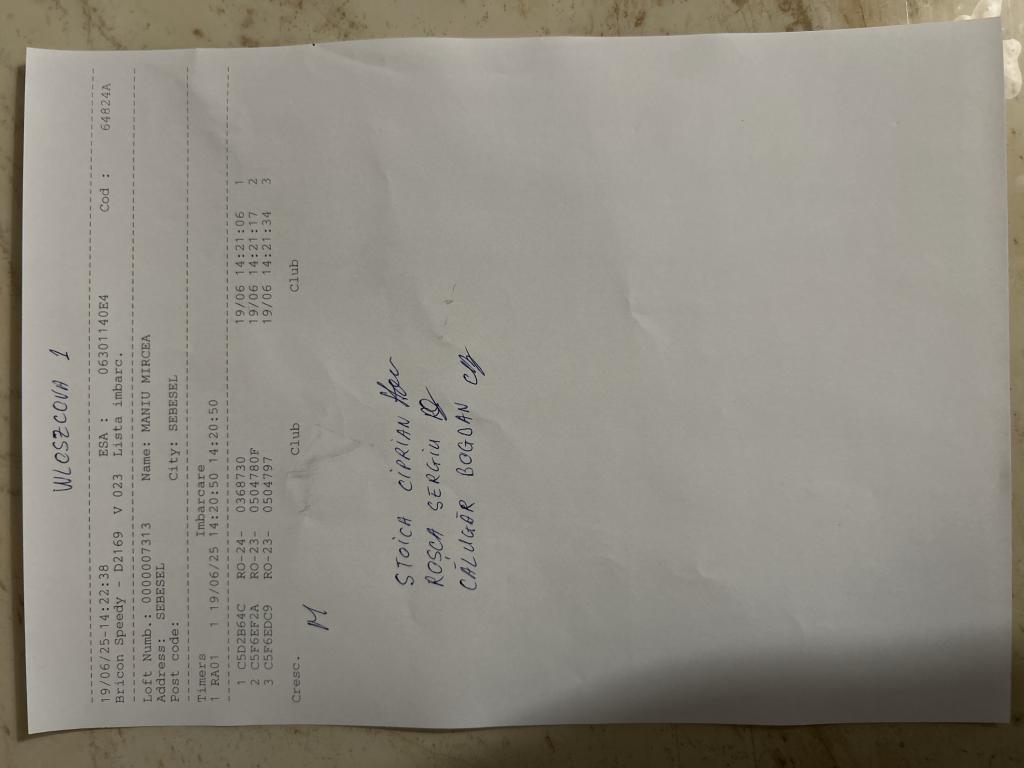 WLOSZCOVA 1
19/06/25-14:22:38 ESA : 06301140E4 Cod : 64824A
Bricon Speedy - D2169 V 023 Lista imbarc.
Loft Numb.: 0000007313 Name: MANIU MIRCEA
Address: SEBESEL
Post code: City: SEBESEL
Timers Imbarcare
1 RA01 1 19/06/25 14:20:50 14:20:50
1 C5D2B64C RO-24- 0368730 19/06 14:21:06 1
2 C5F6EF2A RO-23- 0504780F 19/06 14:21:17 2
3 C5F6EDC9 RO-23- 0504797 19/06 14:21:34 3
Cresc. Club Club
STOICA CIPRIAN
ROȘCA SERGIU
CĂLUGĂR BOGDAN